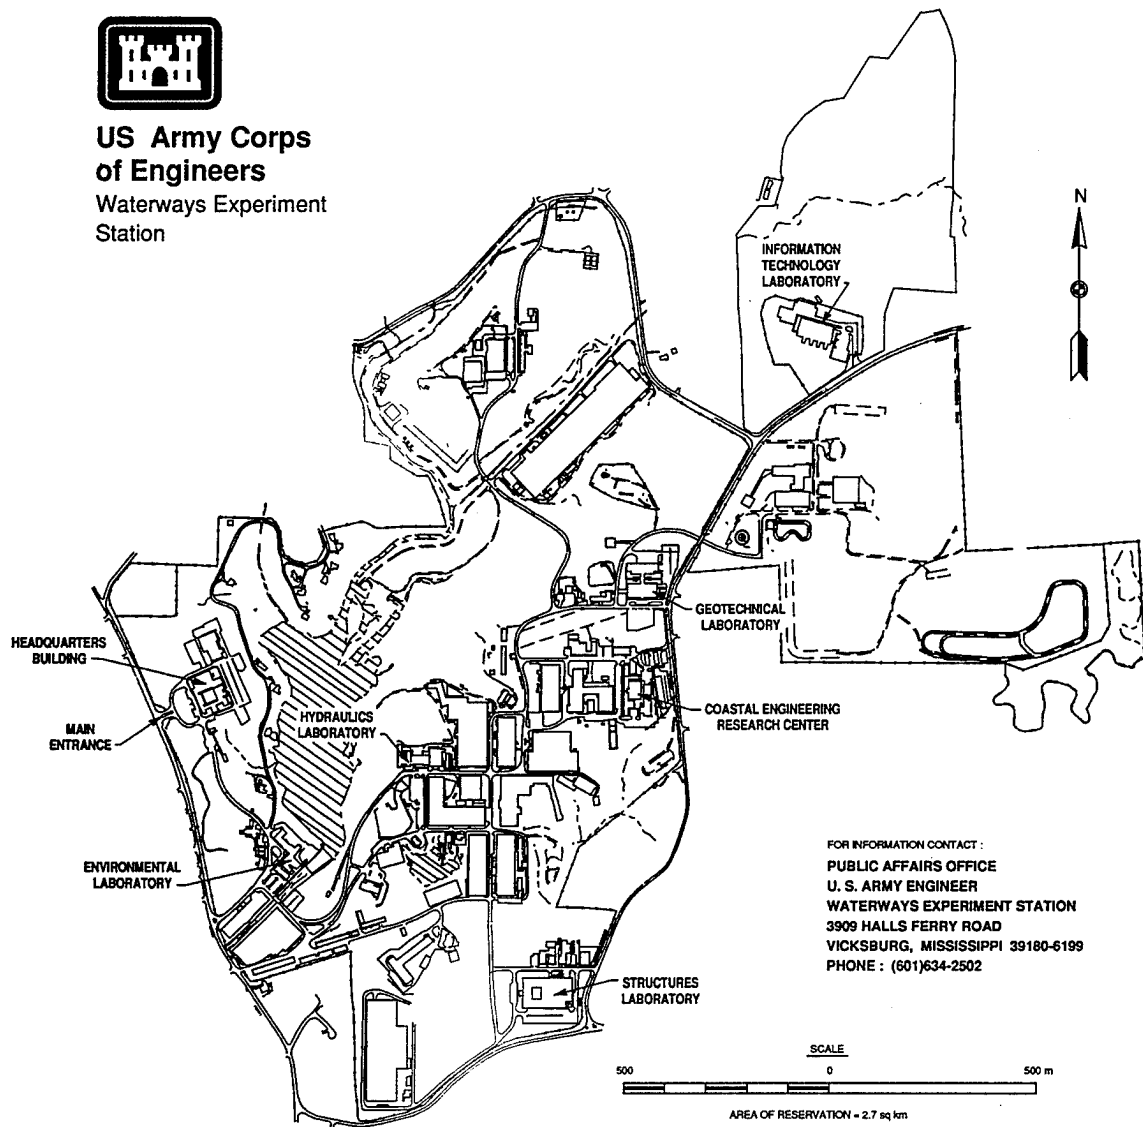 US Army Corps
of Engineers
Waterways Experiment
Station
N
INFORMATION
TECHNOLOGY
LABORATORY
GEOTECHNICAL
LABORATORY
HEADQUARTERS
BUILDING
MAIN
ENTRANCE
HYDRAULICS
LABORATORY
COASTAL ENGINEERING
RESEARCH CENTER
ENVIRONMENTAL
LABORATORY
STRUCTURES
LABORATORY
FOR INFORMATION CONTACT :
PUBLIC AFFAIRS OFFICE
U. S. ARMY ENGINEER
WATERWAYS EXPERIMENT STATION
3909 HALLS FERRY ROAD
VICKSBURG, MISSISSIPPI 39180-6199
PHONE : (601)634-2502
SCALE
500 0 500 m
AREA OF RESERVATION = 2.7 sq km